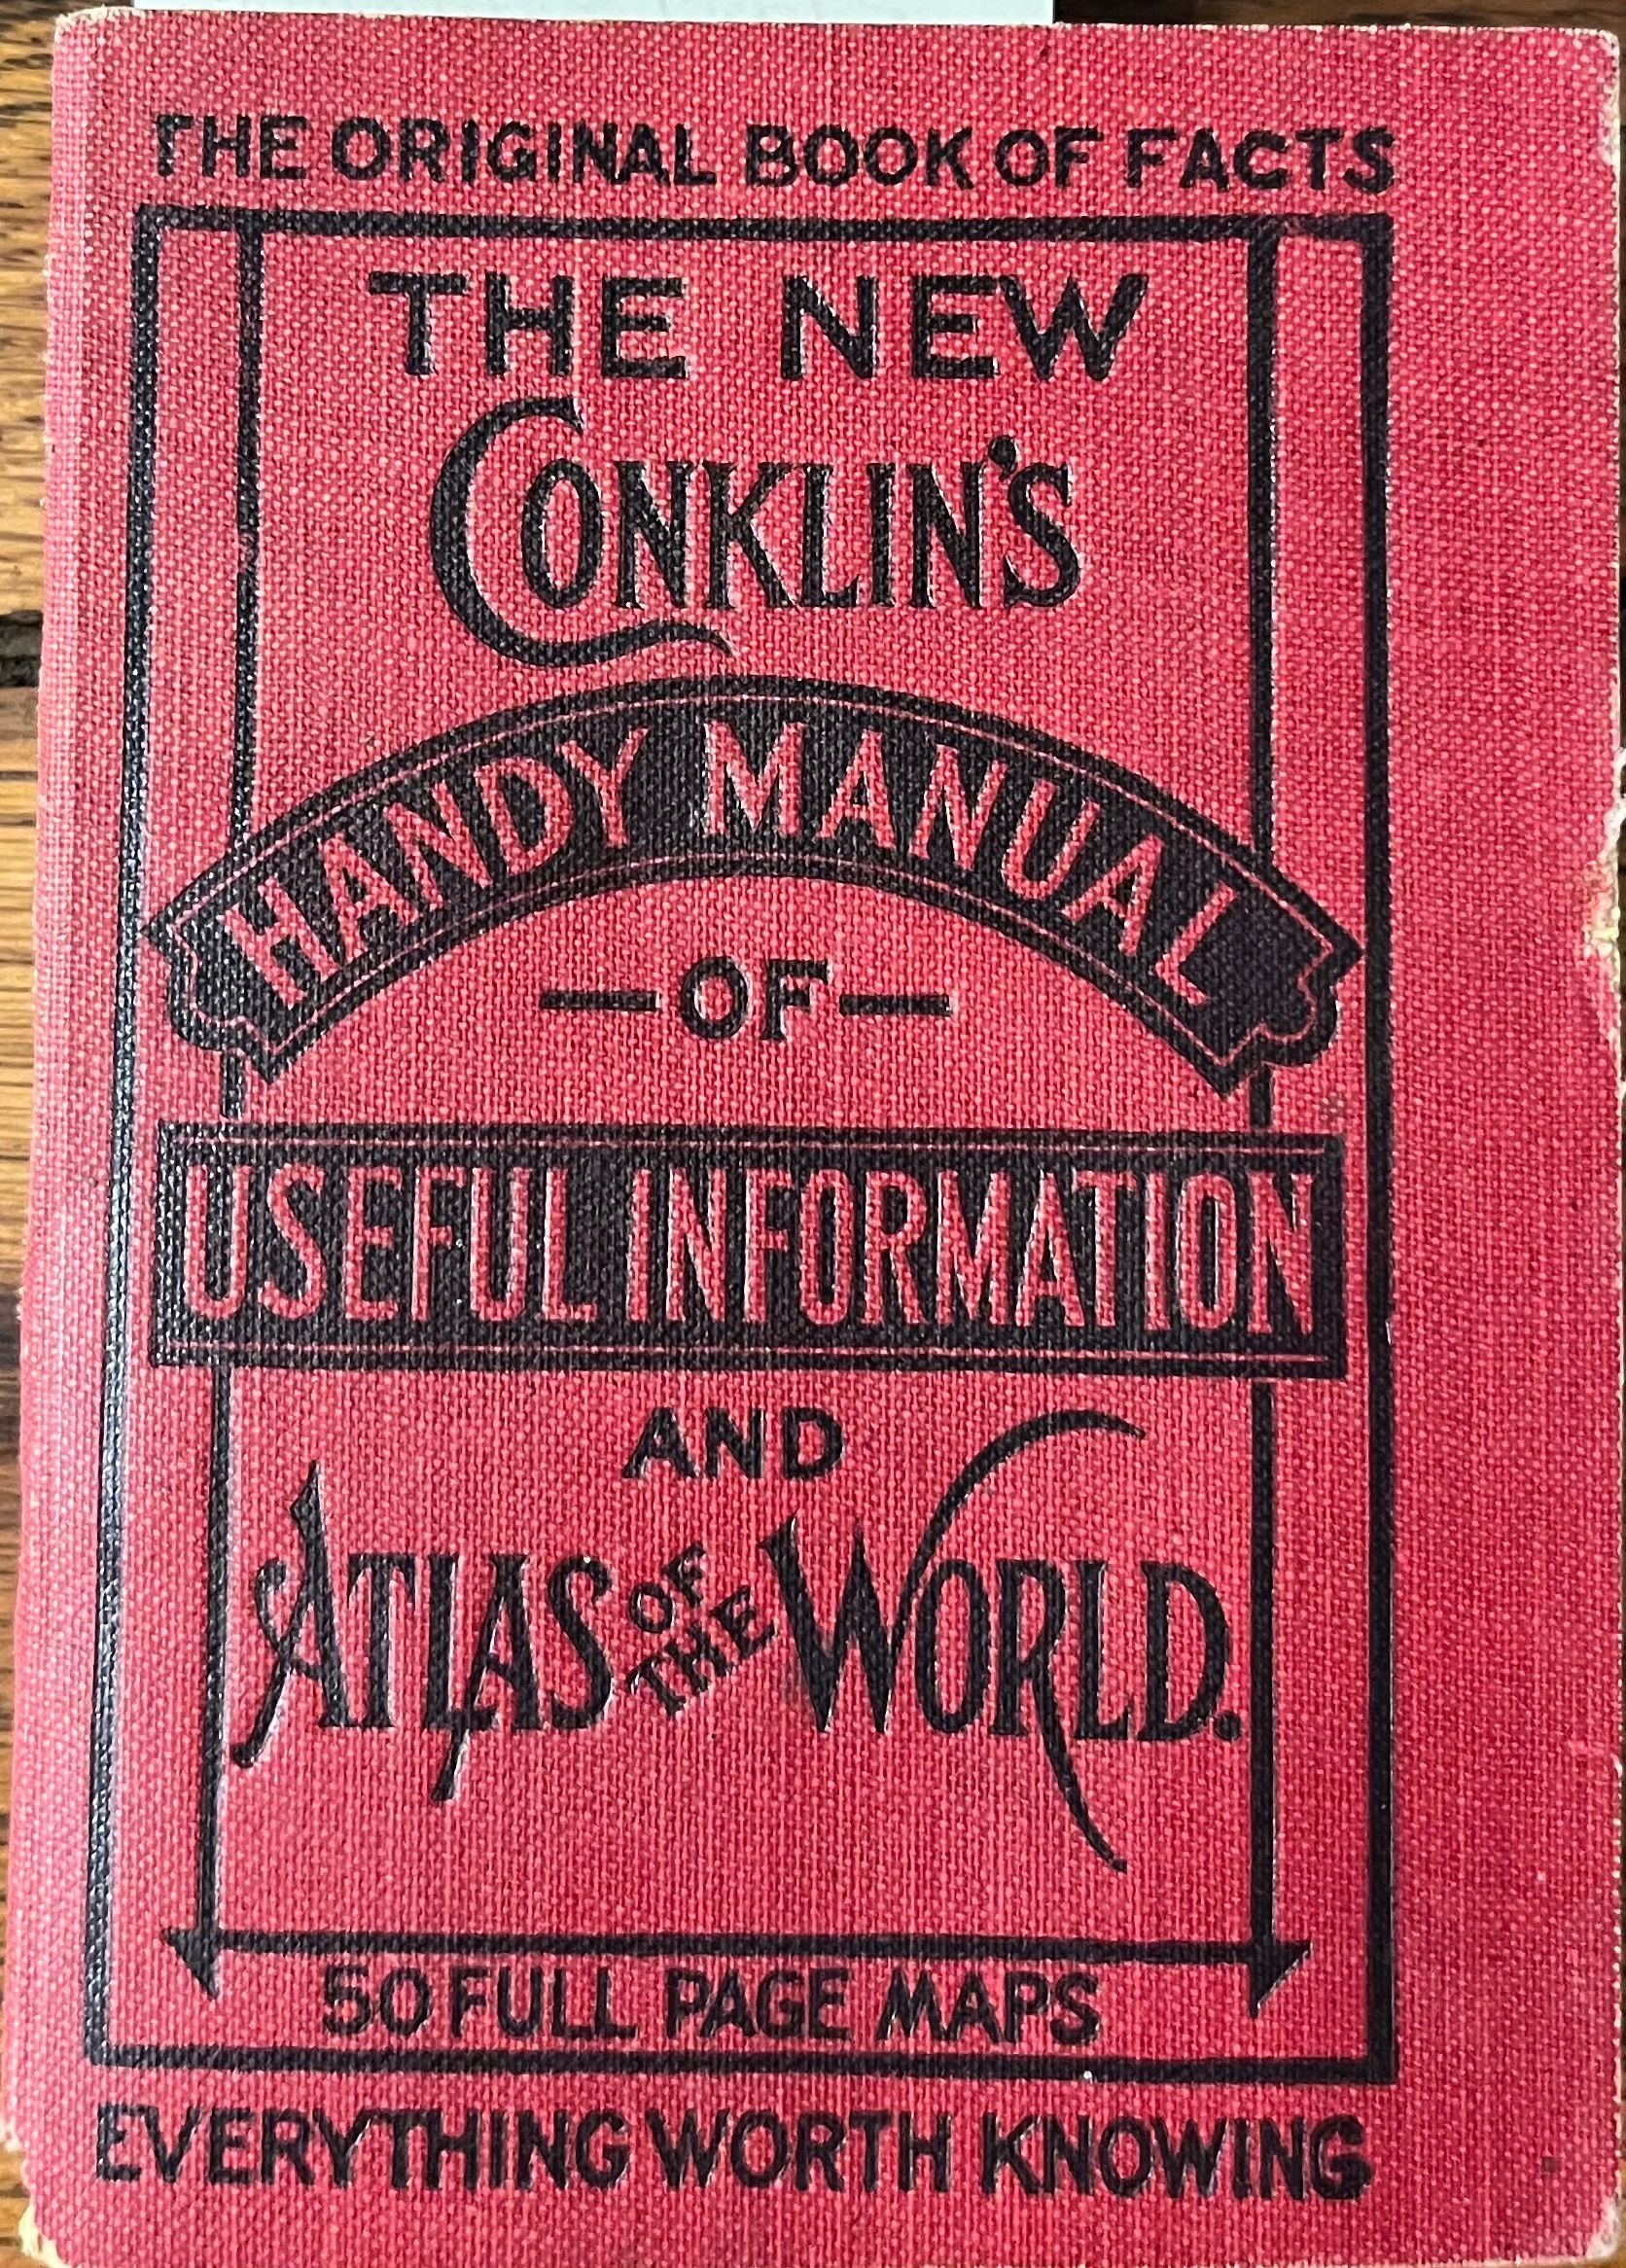 THE ORIGINAL BOOK OF FACTS
THE NEW
CONKLIN'S
HANDY MANUAL
—OF—
USEFUL INFORMATION
AND
ATLAS OF THE WORLD.
50 FULL PAGE MAPS
EVERYTHING WORTH KNOWING